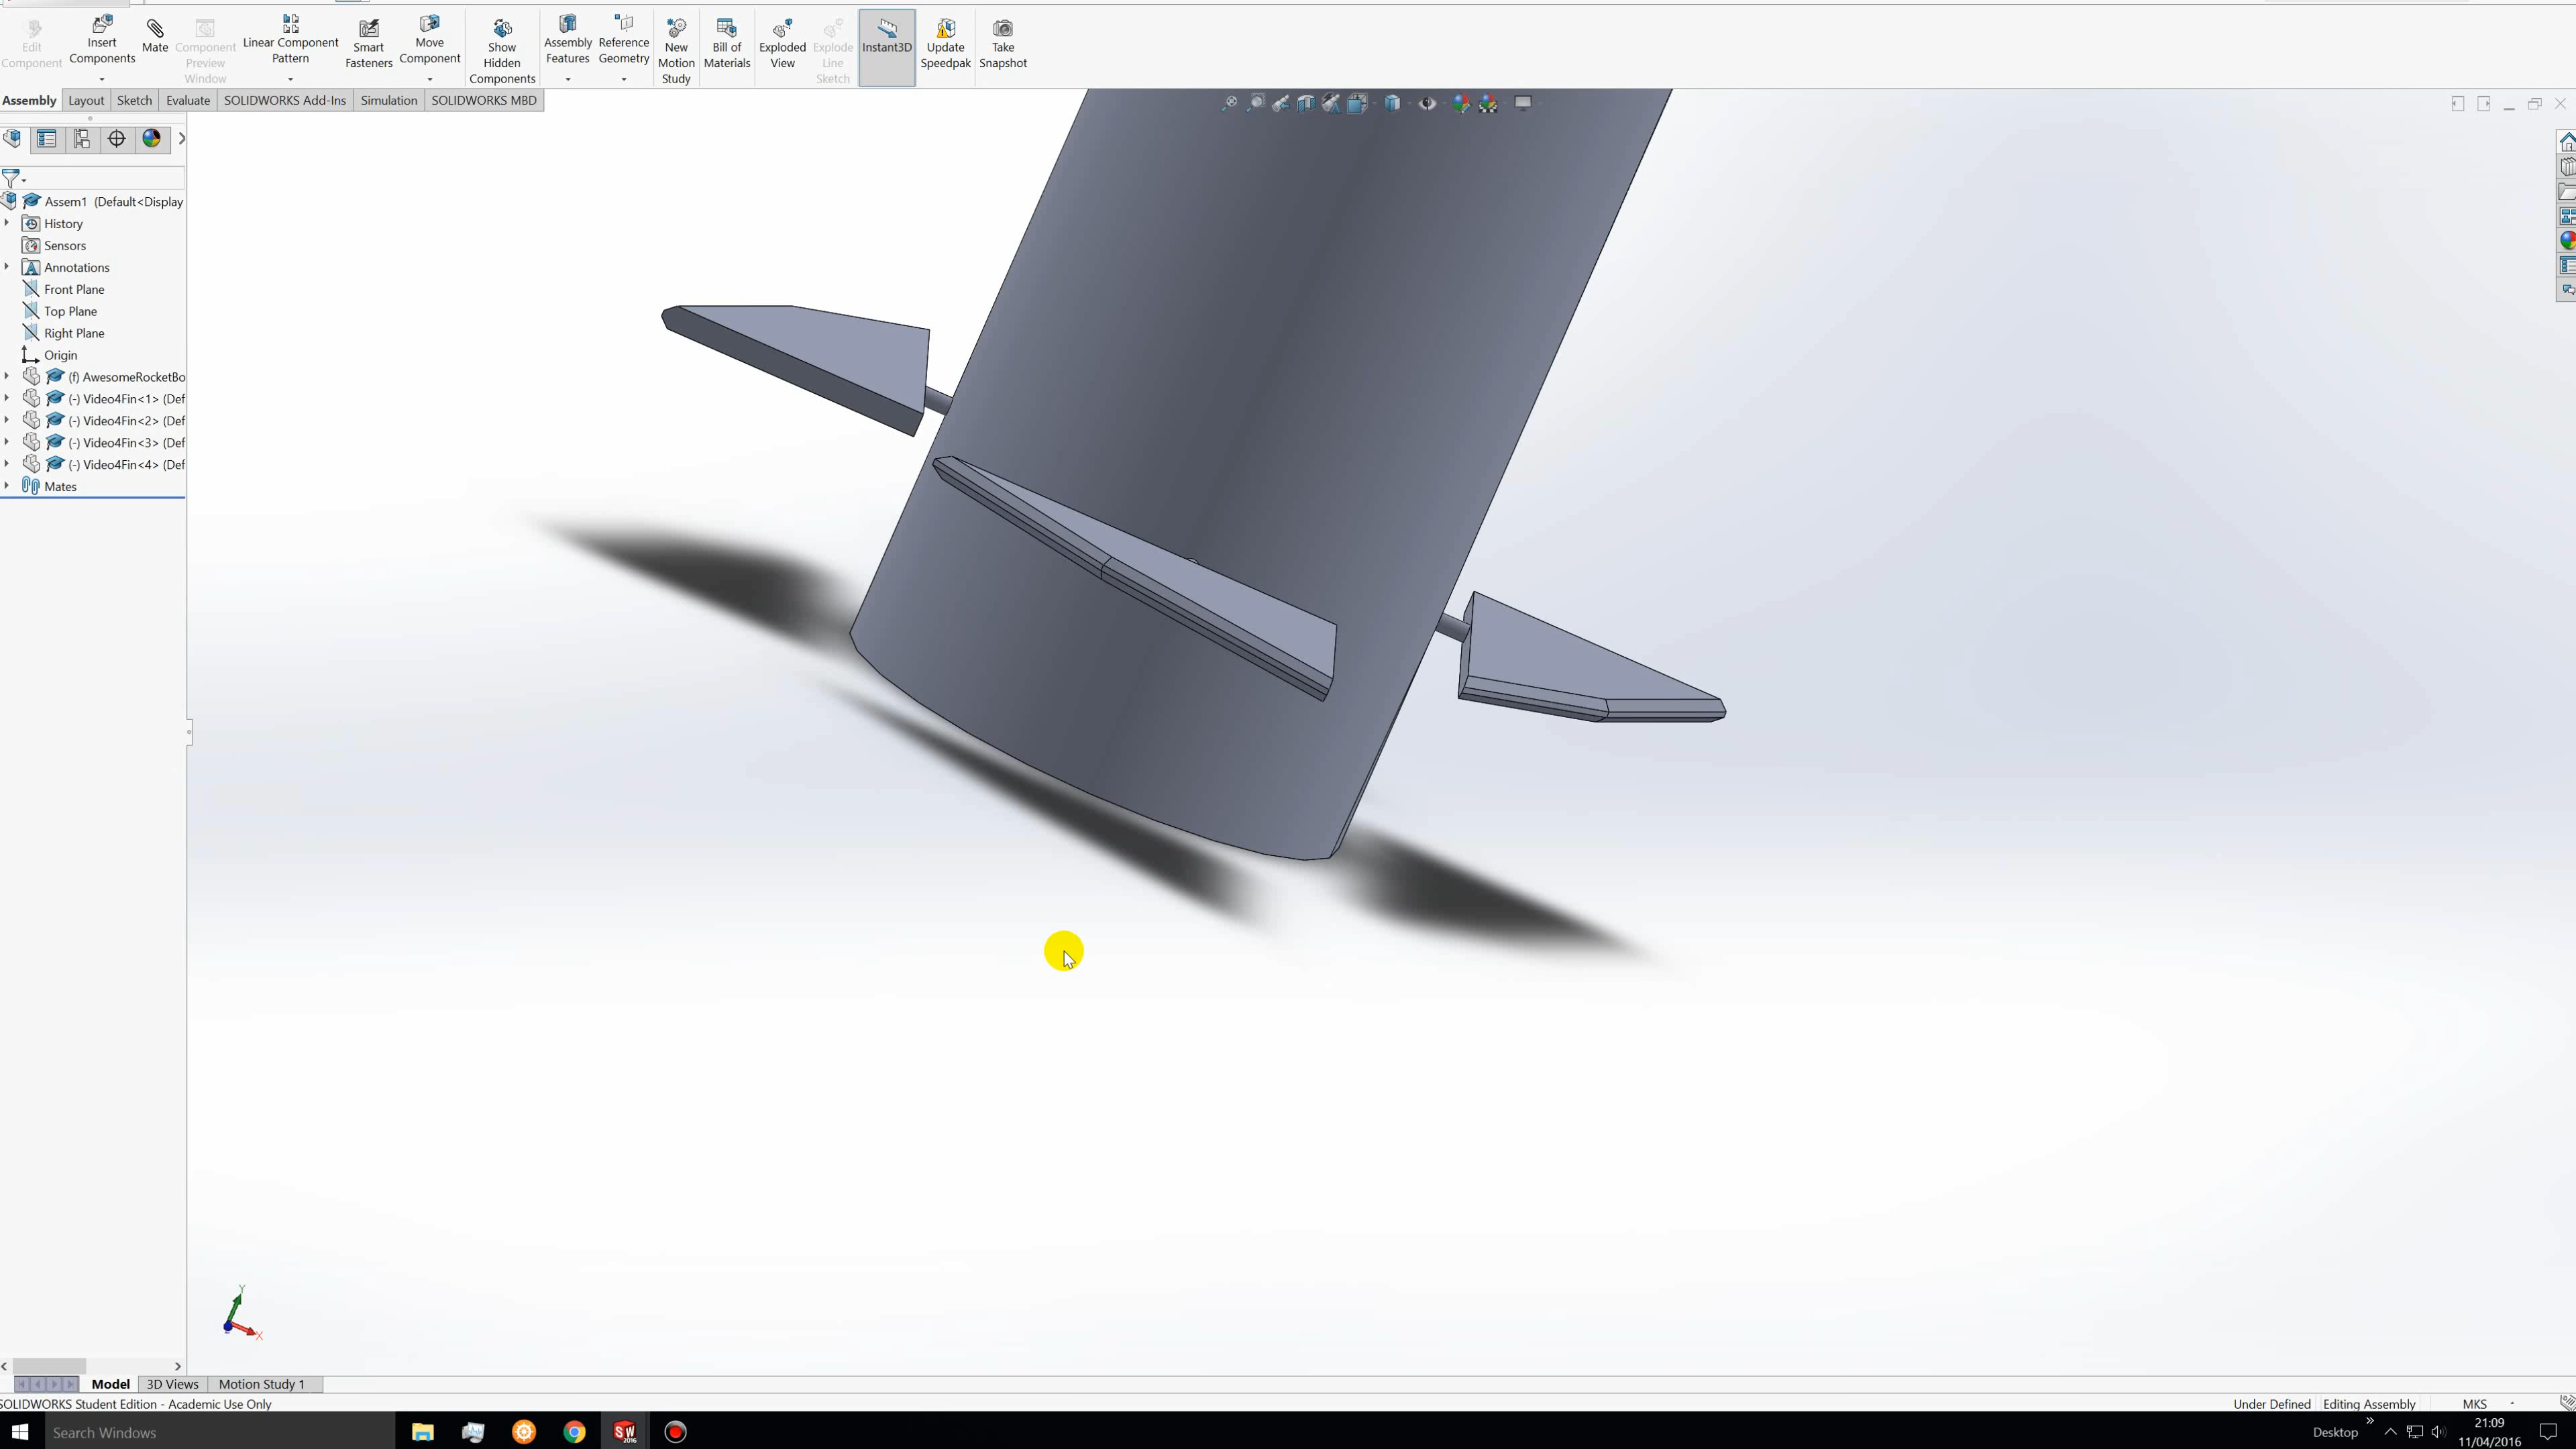 Edit
Component
Insert
Components
Mate
Component
Preview
Window
Linear Component
Pattern
Smart
Fasteners
Move
Component
Show
Hidden
Components
Assembly
Features
Reference
Geometry
New
Motion
Study
Bill of
Materials
Exploded
View
Explode
Line
Sketch
Instant3D
Update
Speedpak
Take
Snapshot
Assembly Layout Sketch Evaluate SOLIDWORKS Add-Ins Simulation SOLIDWORKS MBD
Assem1 (Default<Display
History
Sensors
Annotations
Front Plane
Top Plane
Right Plane
Origin
(f) AwesomeRocketBo
(-) Video4Fin<1> (Def
(-) Video4Fin<2> (Def
(-) Video4Fin<3> (Def
(-) Video4Fin<4> (Def
Mates
Y
X
Model 3D Views Motion Study 1
SOLIDWORKS Student Edition - Academic Use Only
Under Defined Editing Assembly MKS
Search Windows
SW
2016
Desktop
21:09
11/04/2016